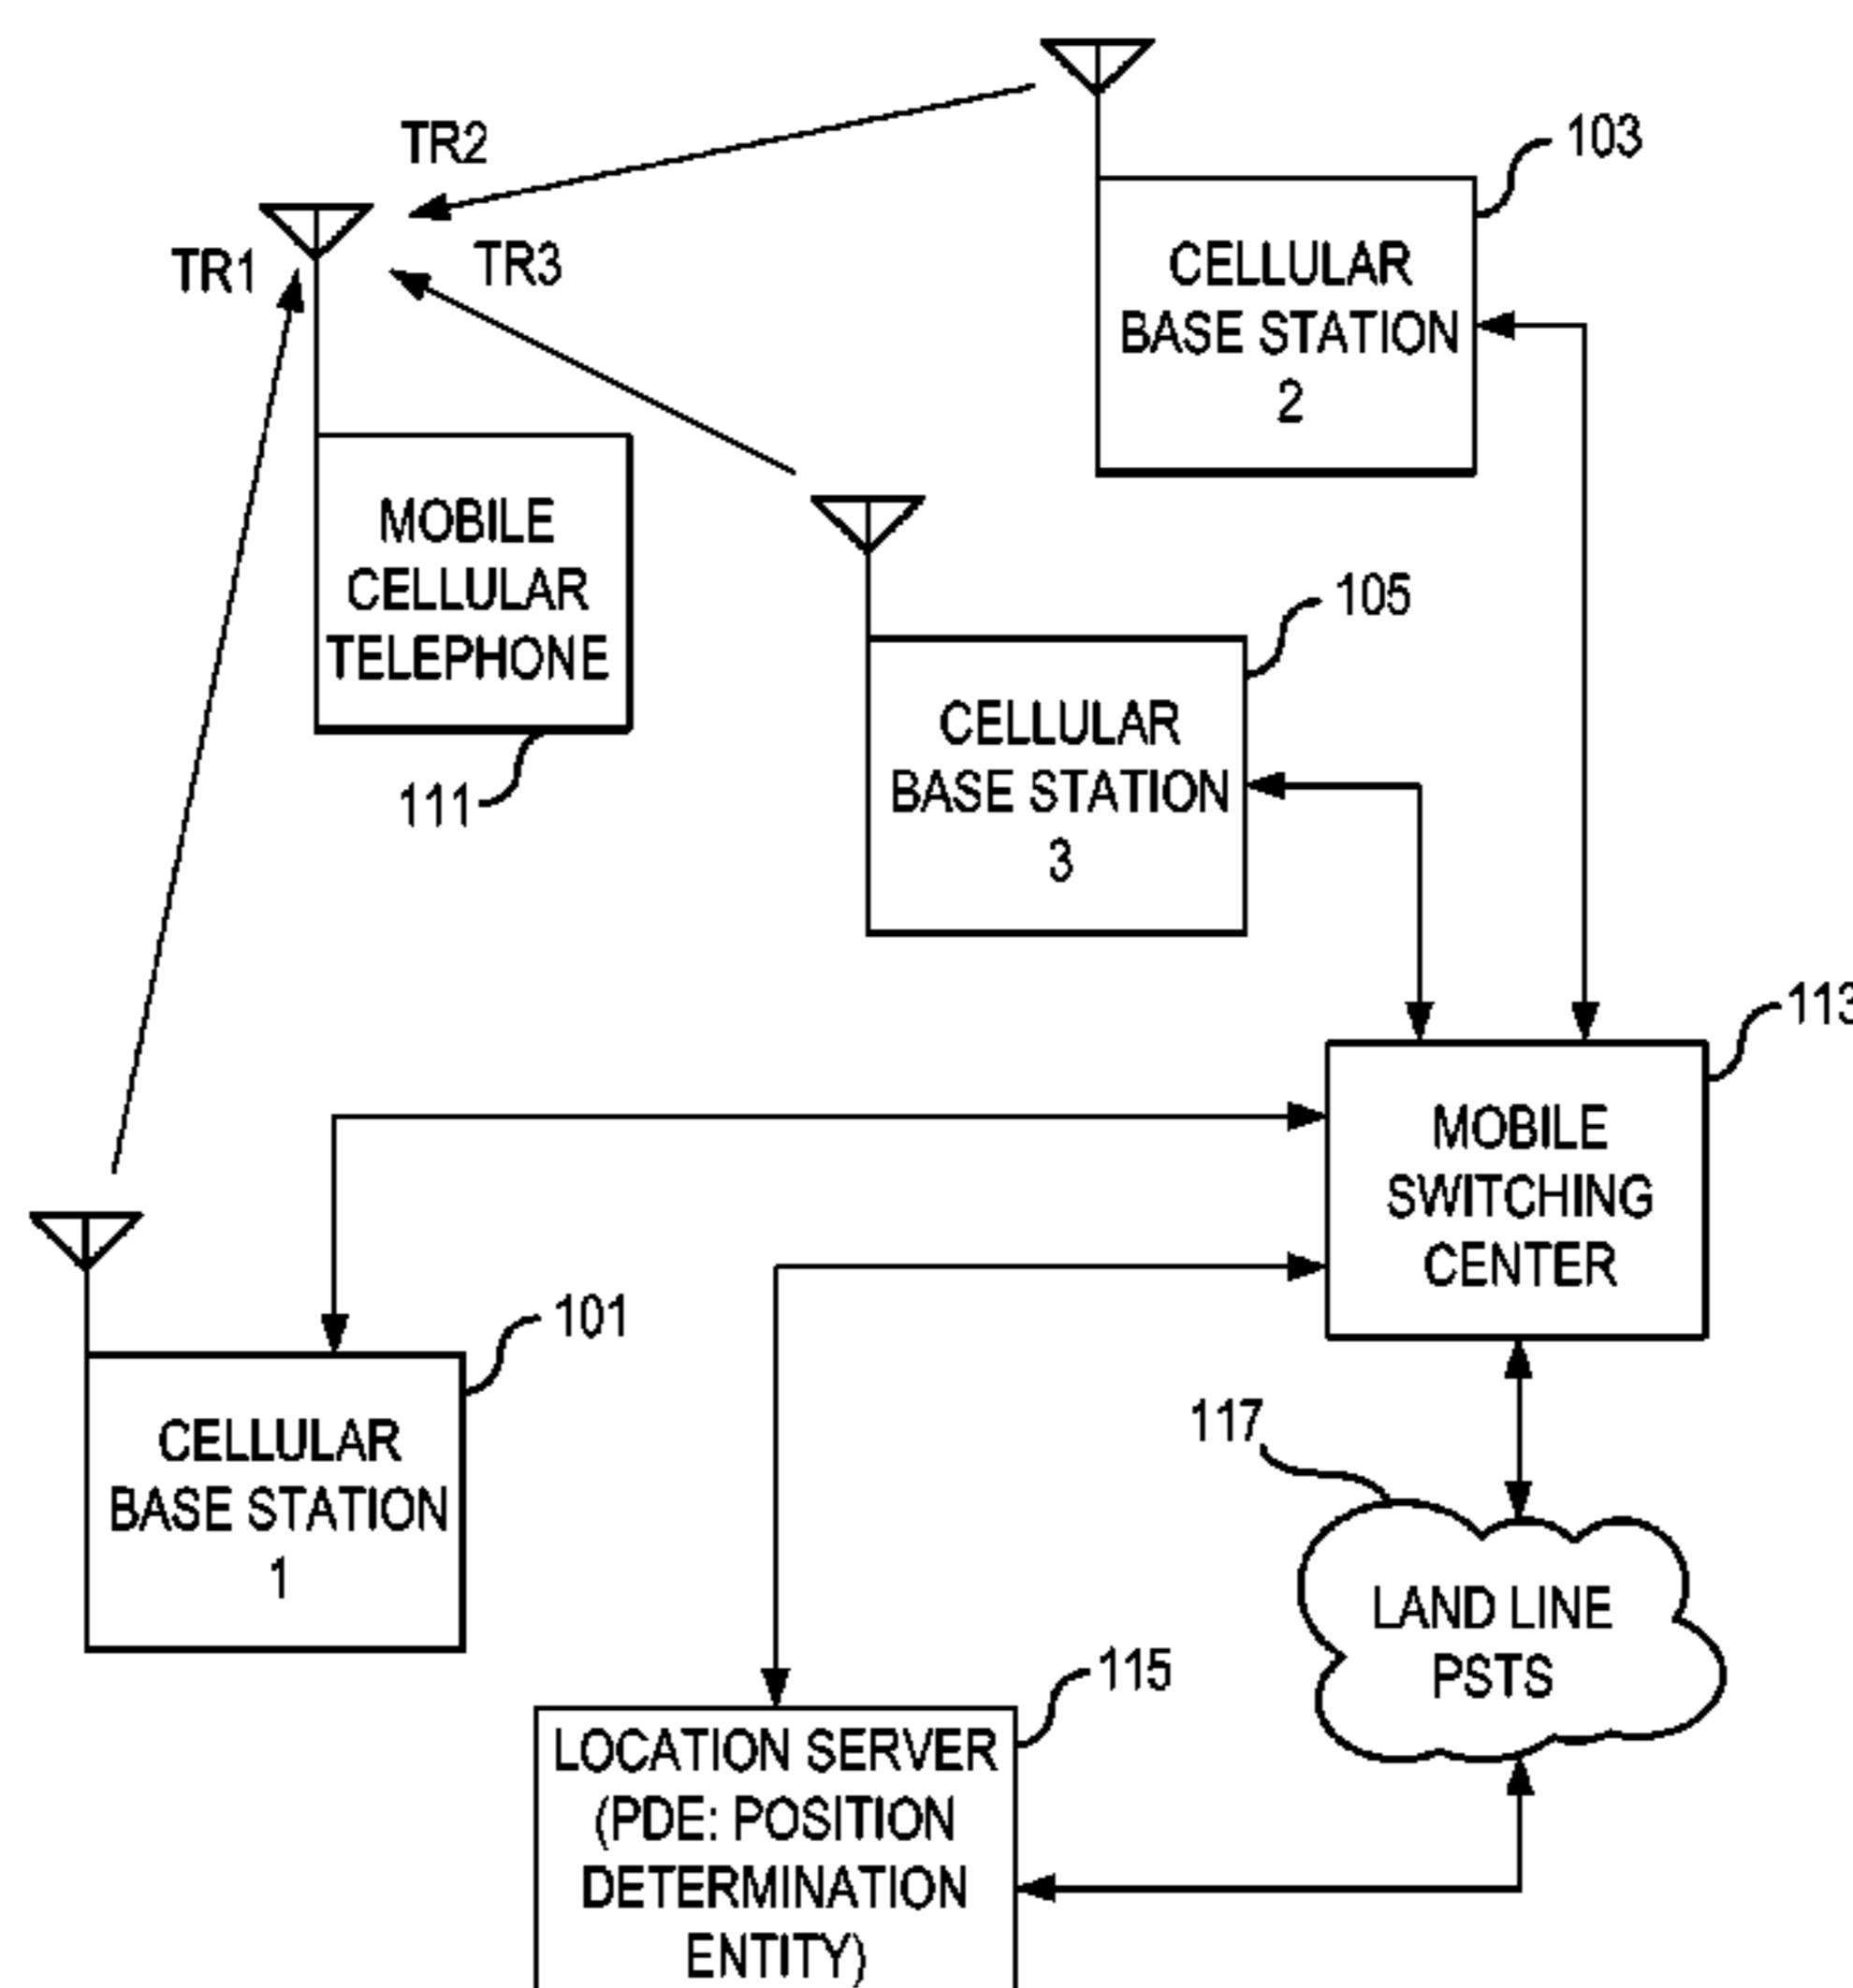 TR2
103
TR1
TR3
CELLULAR
BASE STATION
2
MOBILE
CELLULAR
TELEPHONE
105
111
CELLULAR
BASE STATION
3
113
MOBILE
SWITCHING
CENTER
101
117
CELLULAR
BASE STATION
1
LAND LINE
PSTS
115
LOCATION SERVER
(PDE: POSITION
DETERMINATION
ENTITY)